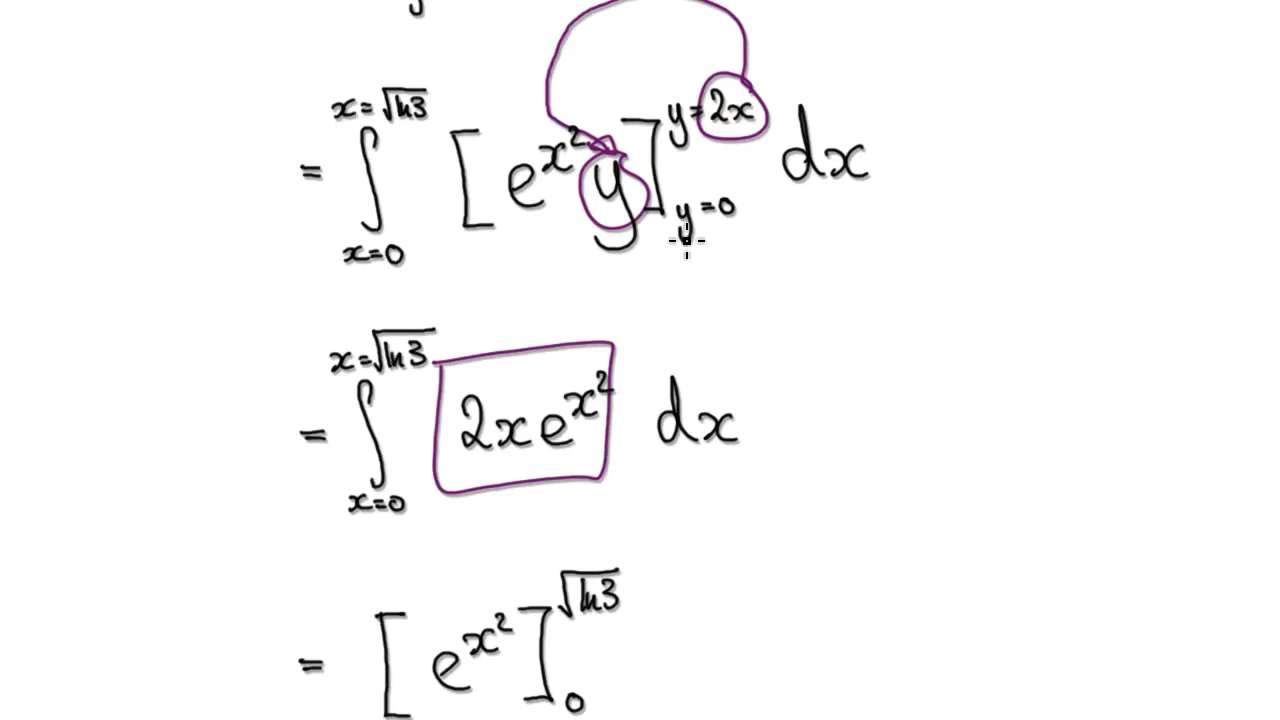 = ∫_{x=0}^{x=√ln3} [e^{x²} y]_{y=0}^{y=2x} dx
= ∫_{x=0}^{x=√ln3} 2xe^{x²} dx
= [e^{x²}]_0^{√ln3}